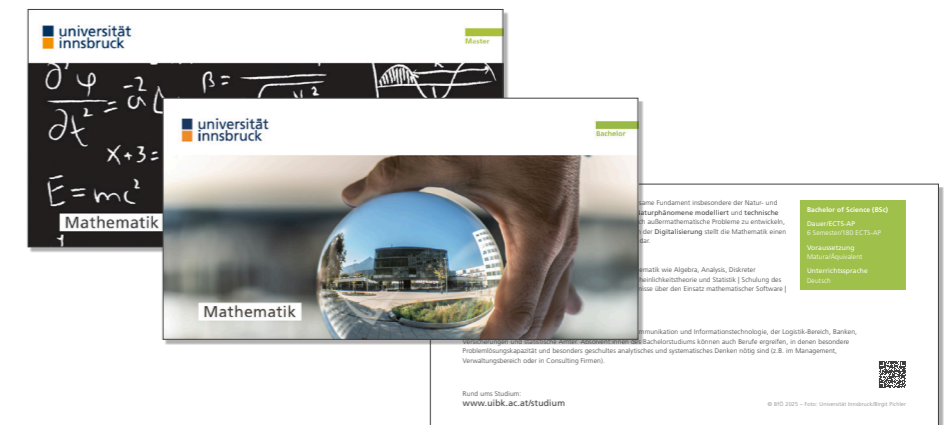 universität
innsbruck
Master
β =
x+3=
E=mc²
Mathematik
universität
innsbruck
Bachelor
Mathematik
same Fundament insbesondere der Natur- und
aturphänomene modelliert und technische
ch außermathematische Probleme zu entwickeln,
der Digitalisierung stellt die Mathematik einen
dar.
ematik wie Algebra, Analysis, Diskreter
heinlichkeitstheorie und Statistik | Schulung des
nisse über den Einsatz mathematischer Software |
mmunikation und Informationstechnologie, der Logistik-Bereich, Banken,
Versicherungen und statistische Ämter. Absolvent:innen des Bachelorstudiums können auch Berufe ergreifen, in denen besondere
Problemlösungskapazität und besonders geschultes analytisches und systematisches Denken nötig sind (z.B. im Management,
Verwaltungsbereich oder in Consulting Firmen).
Rund ums Studium:
www.uibk.ac.at/studium
Bachelor of Science (BSc)
Dauer/ECTS-AP
6 Semester/180 ECTS-AP
Voraussetzung
Matura/Äquivalent
Unterrichtssprache
Deutsch
© BfÖ 2025 – Foto: Universität Innsbruck/Birgit Pichler